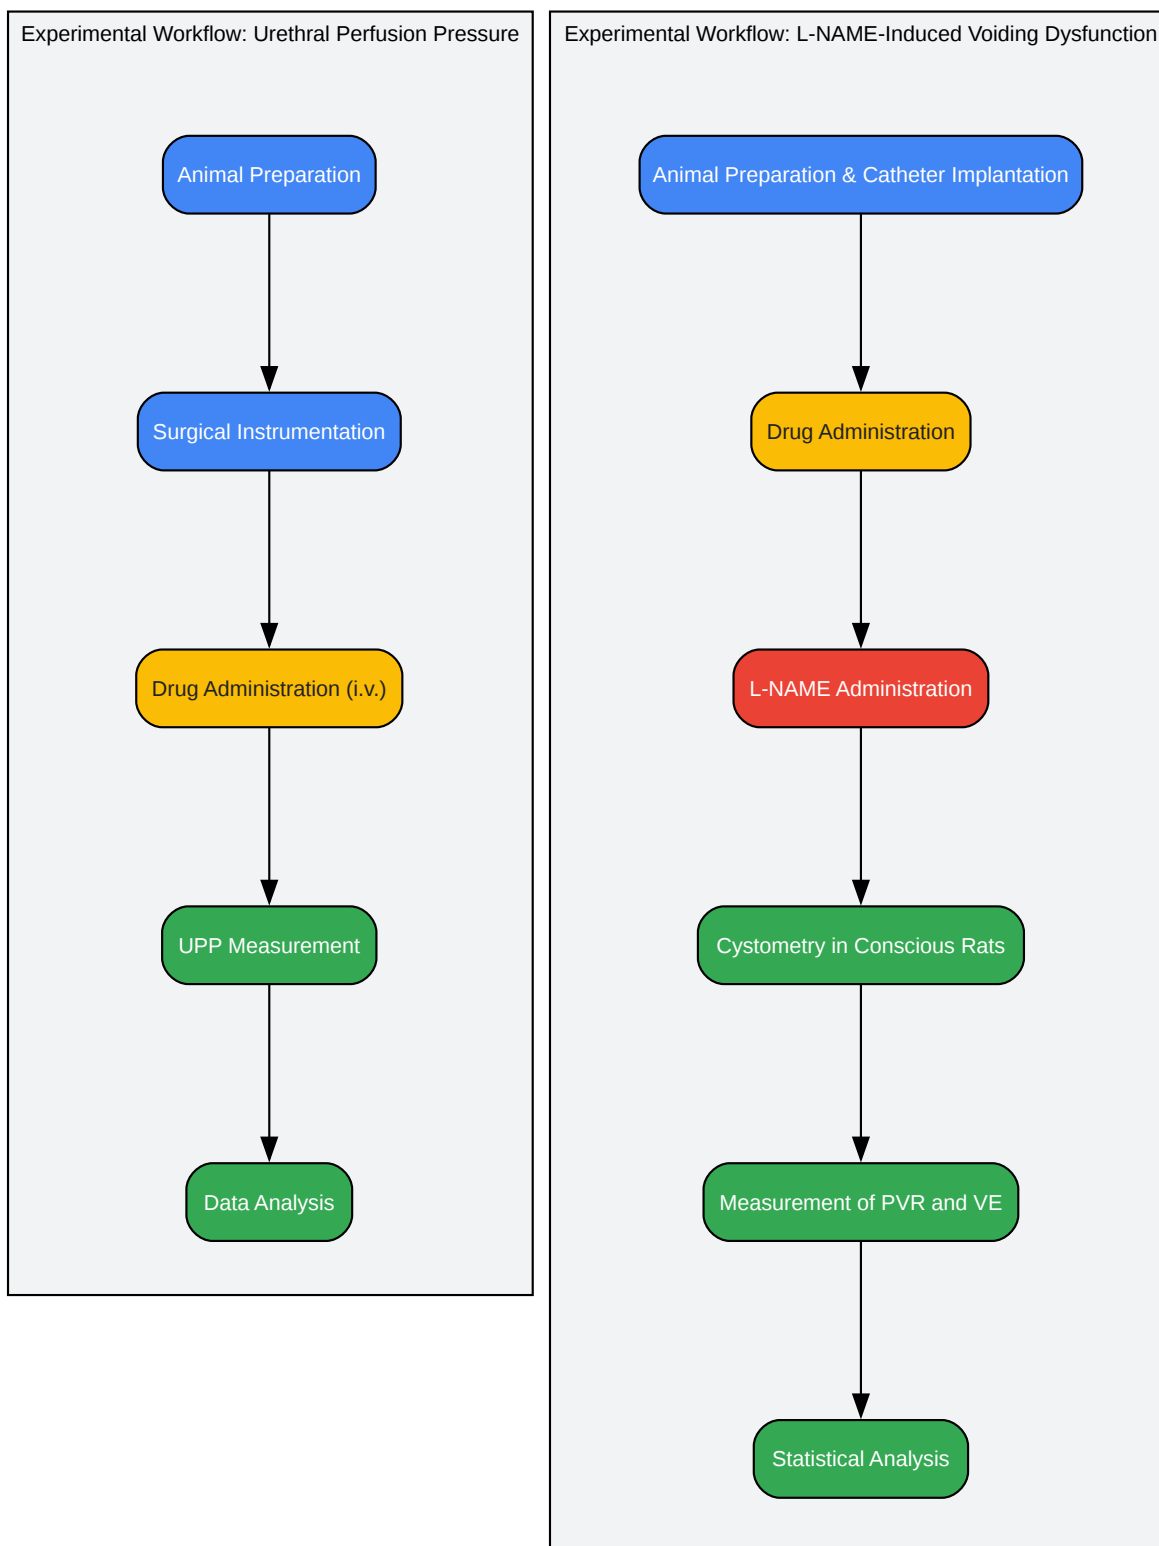 Experimental Workflow: Urethral Perfusion Pressure
Animal Preparation
Surgical Instrumentation
Drug Administration (i.v.)
UPP Measurement
Data Analysis
Experimental Workflow: L-NAME-Induced Voiding Dysfunction
Animal Preparation & Catheter Implantation
Drug Administration
L-NAME Administration
Cystometry in Conscious Rats
Measurement of PVR and VE
Statistical Analysis